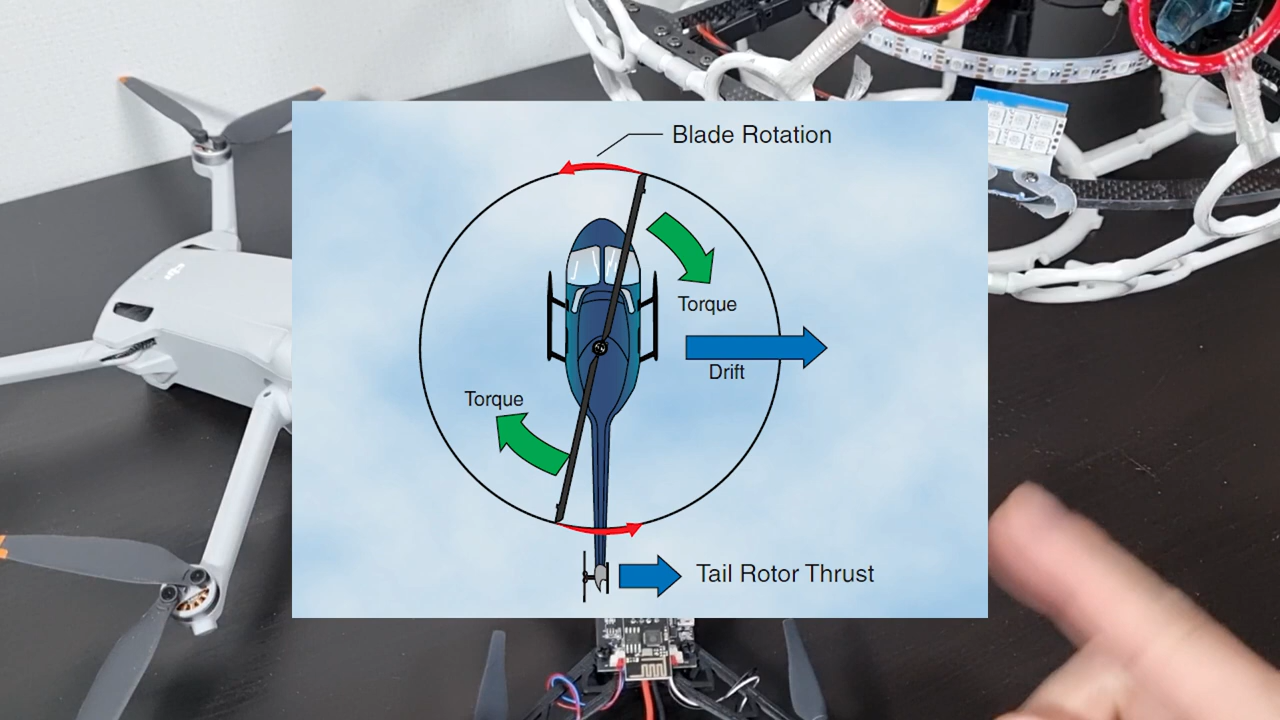 Blade Rotation
Torque
Drift
Torque
Tail Rotor Thrust